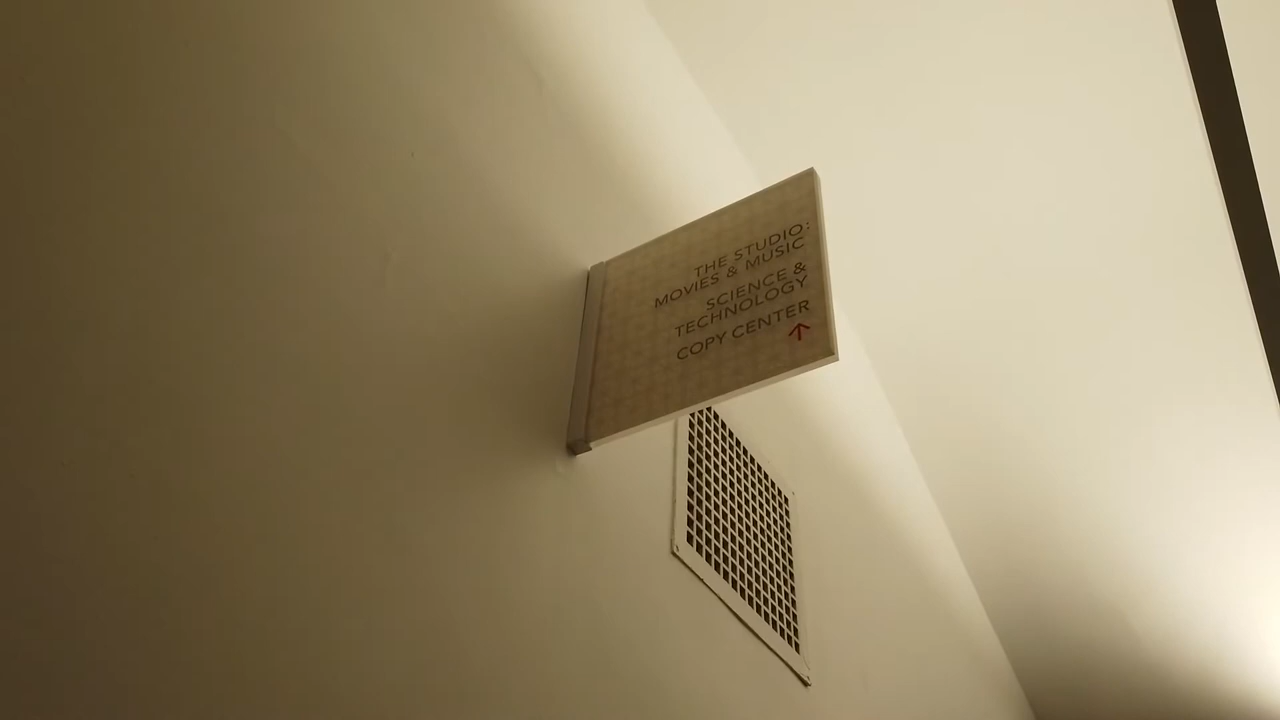 THE STUDIO:
MOVIES & MUSIC
SCIENCE &
TECHNOLOGY
COPY CENTER